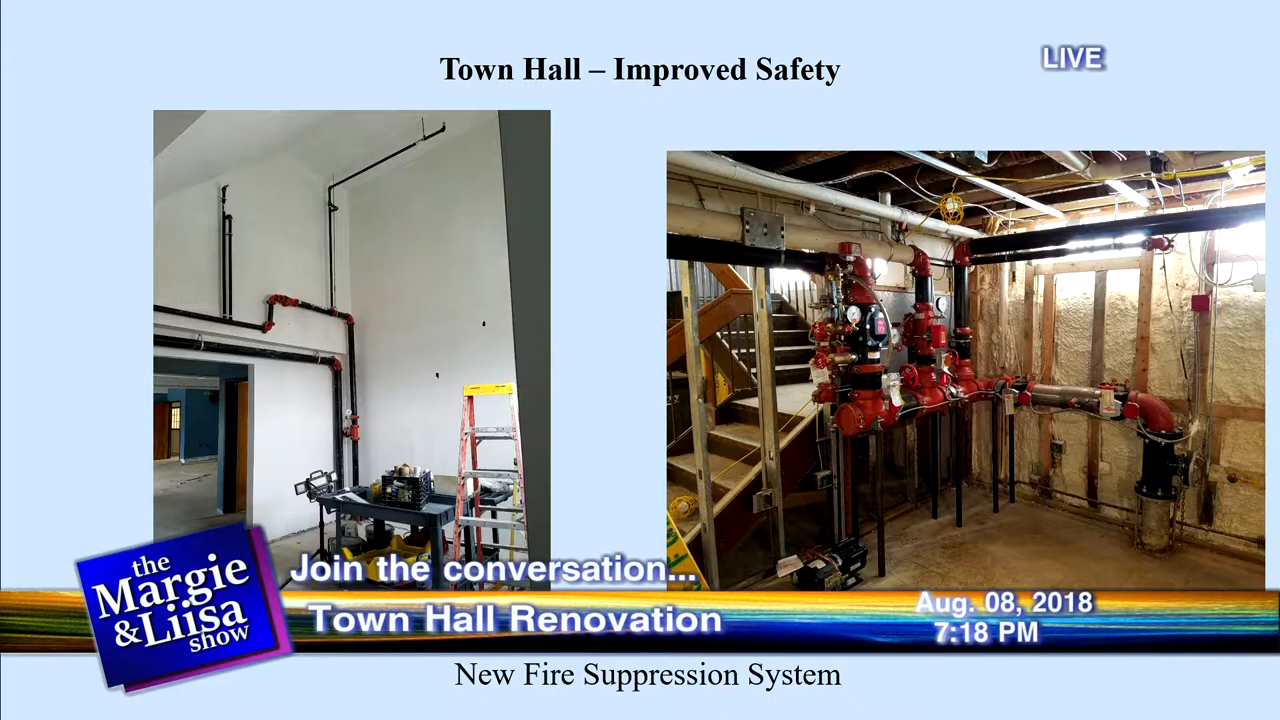 Town Hall – Improved Safety
LIVE
the
Margie
& Liisa
show
Join the conversation...
Town Hall Renovation
Aug. 08, 2018
7:18 PM
New Fire Suppression System